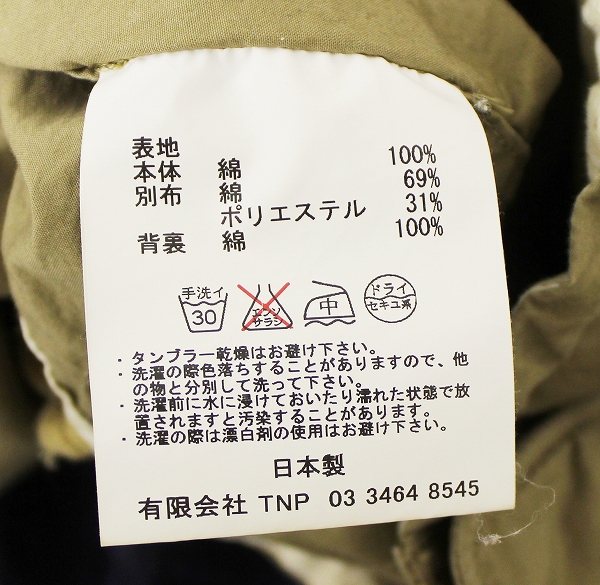 表地
本体 綿 100%
別布 綿 69%
ポリエステル 31%
背裏 綿 100%
手洗イ 30 エンソサラシ 中 ドライ セキユ系
・タンブラー乾燥はお避け下さい。
・洗濯の際色落ちすることがありますので、他
の物と分別して洗って下さい。
・洗濯前に水に浸けておいたり濡れた状態で放
置されますと汚染することがあります。
・洗濯の際は漂白剤の使用はお避け下さい。
日本製
有限会社 TNP 03 3464 8545